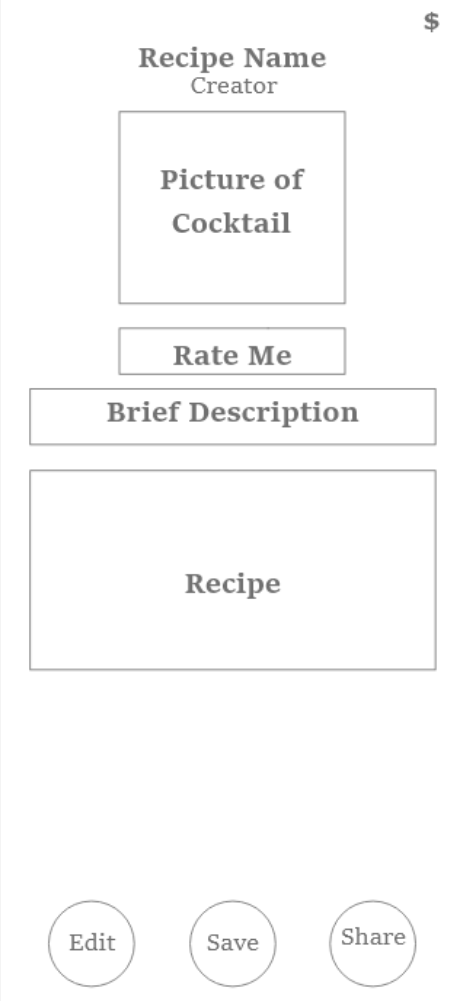 $
Recipe Name
Creator
Picture of
Cocktail
Rate Me
Brief Description
Recipe
Edit Save Share